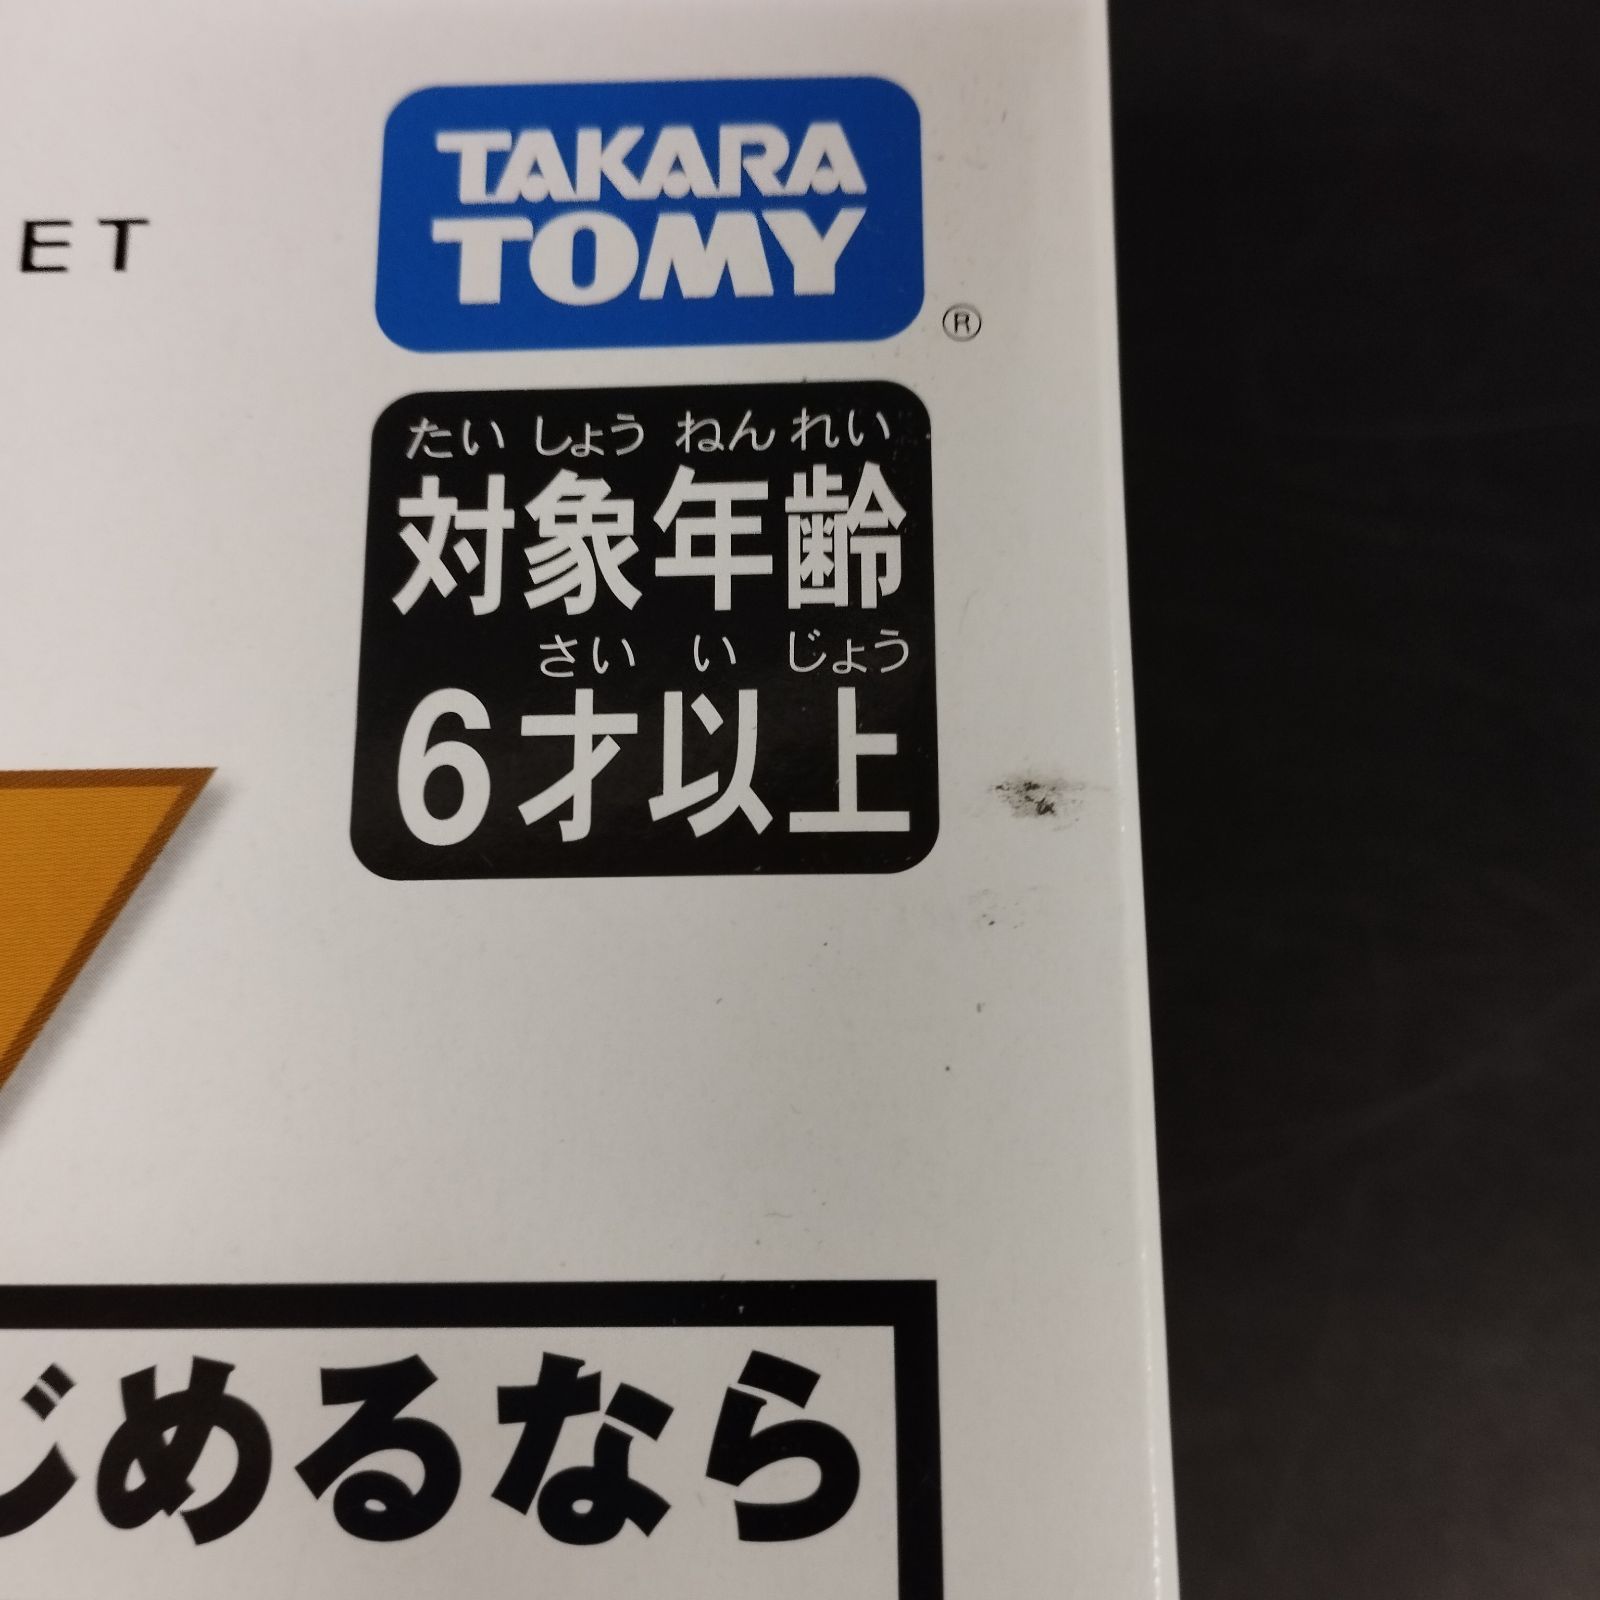 ET
TAKARA
TOMY
®
たい しょう ねん れい
対象年齢
さい い じょう
6才以上
じめるなら